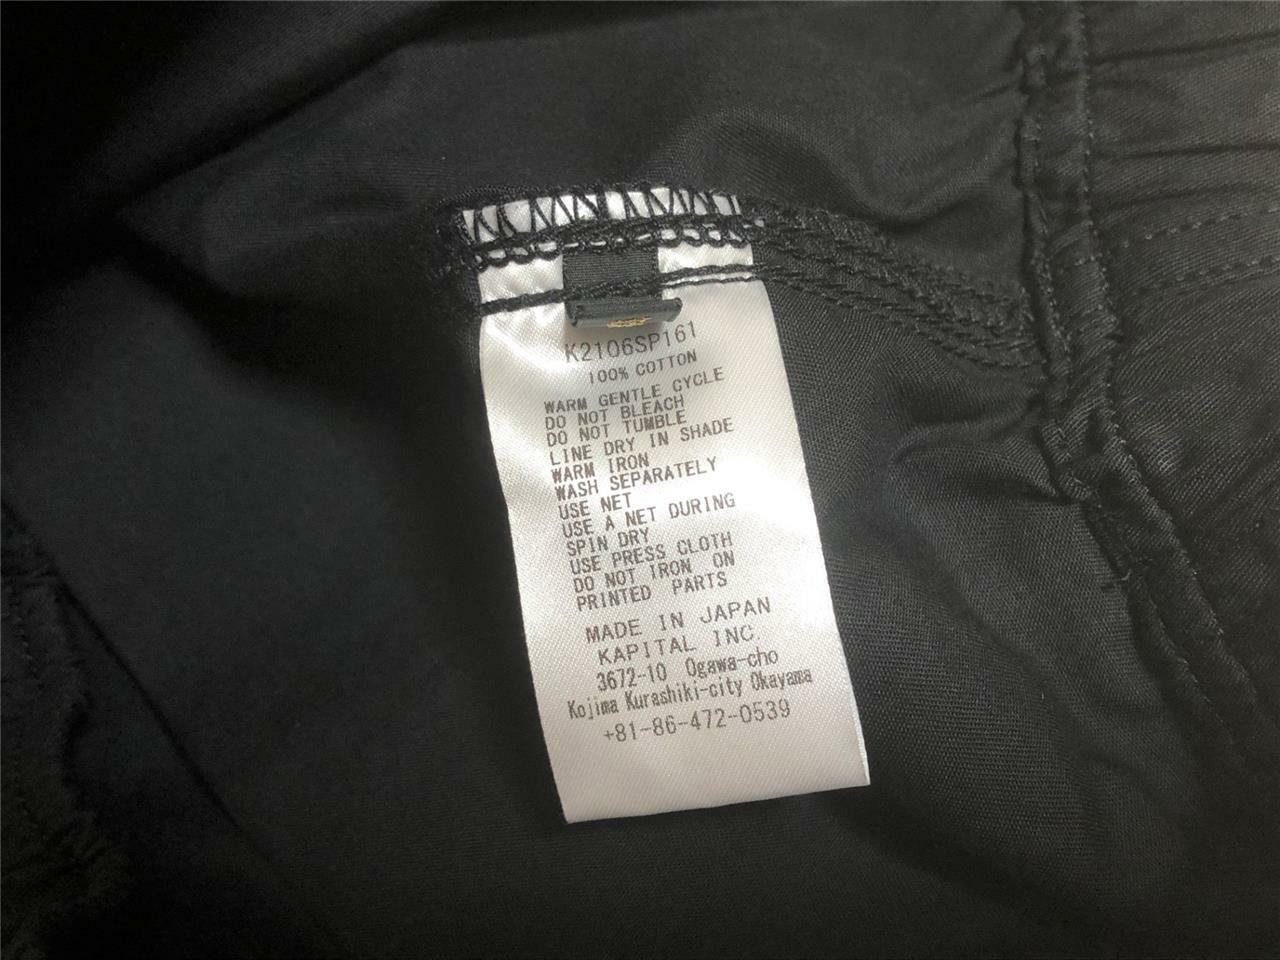 K2106SP161
100% COTTON
WARM GENTLE CYCLE
DO NOT BLEACH
DO NOT TUMBLE
LINE DRY IN SHADE
WARM IRON
WASH SEPARATELY
USE NET
USE A NET DURING
SPIN DRY
USE PRESS CLOTH
DO NOT IRON ON
PRINTED PARTS
MADE IN JAPAN
KAPITAL INC.
3672-10 Ogawa-cho
Kojima Kurashiki-city Okayama
+81-86-472-0539